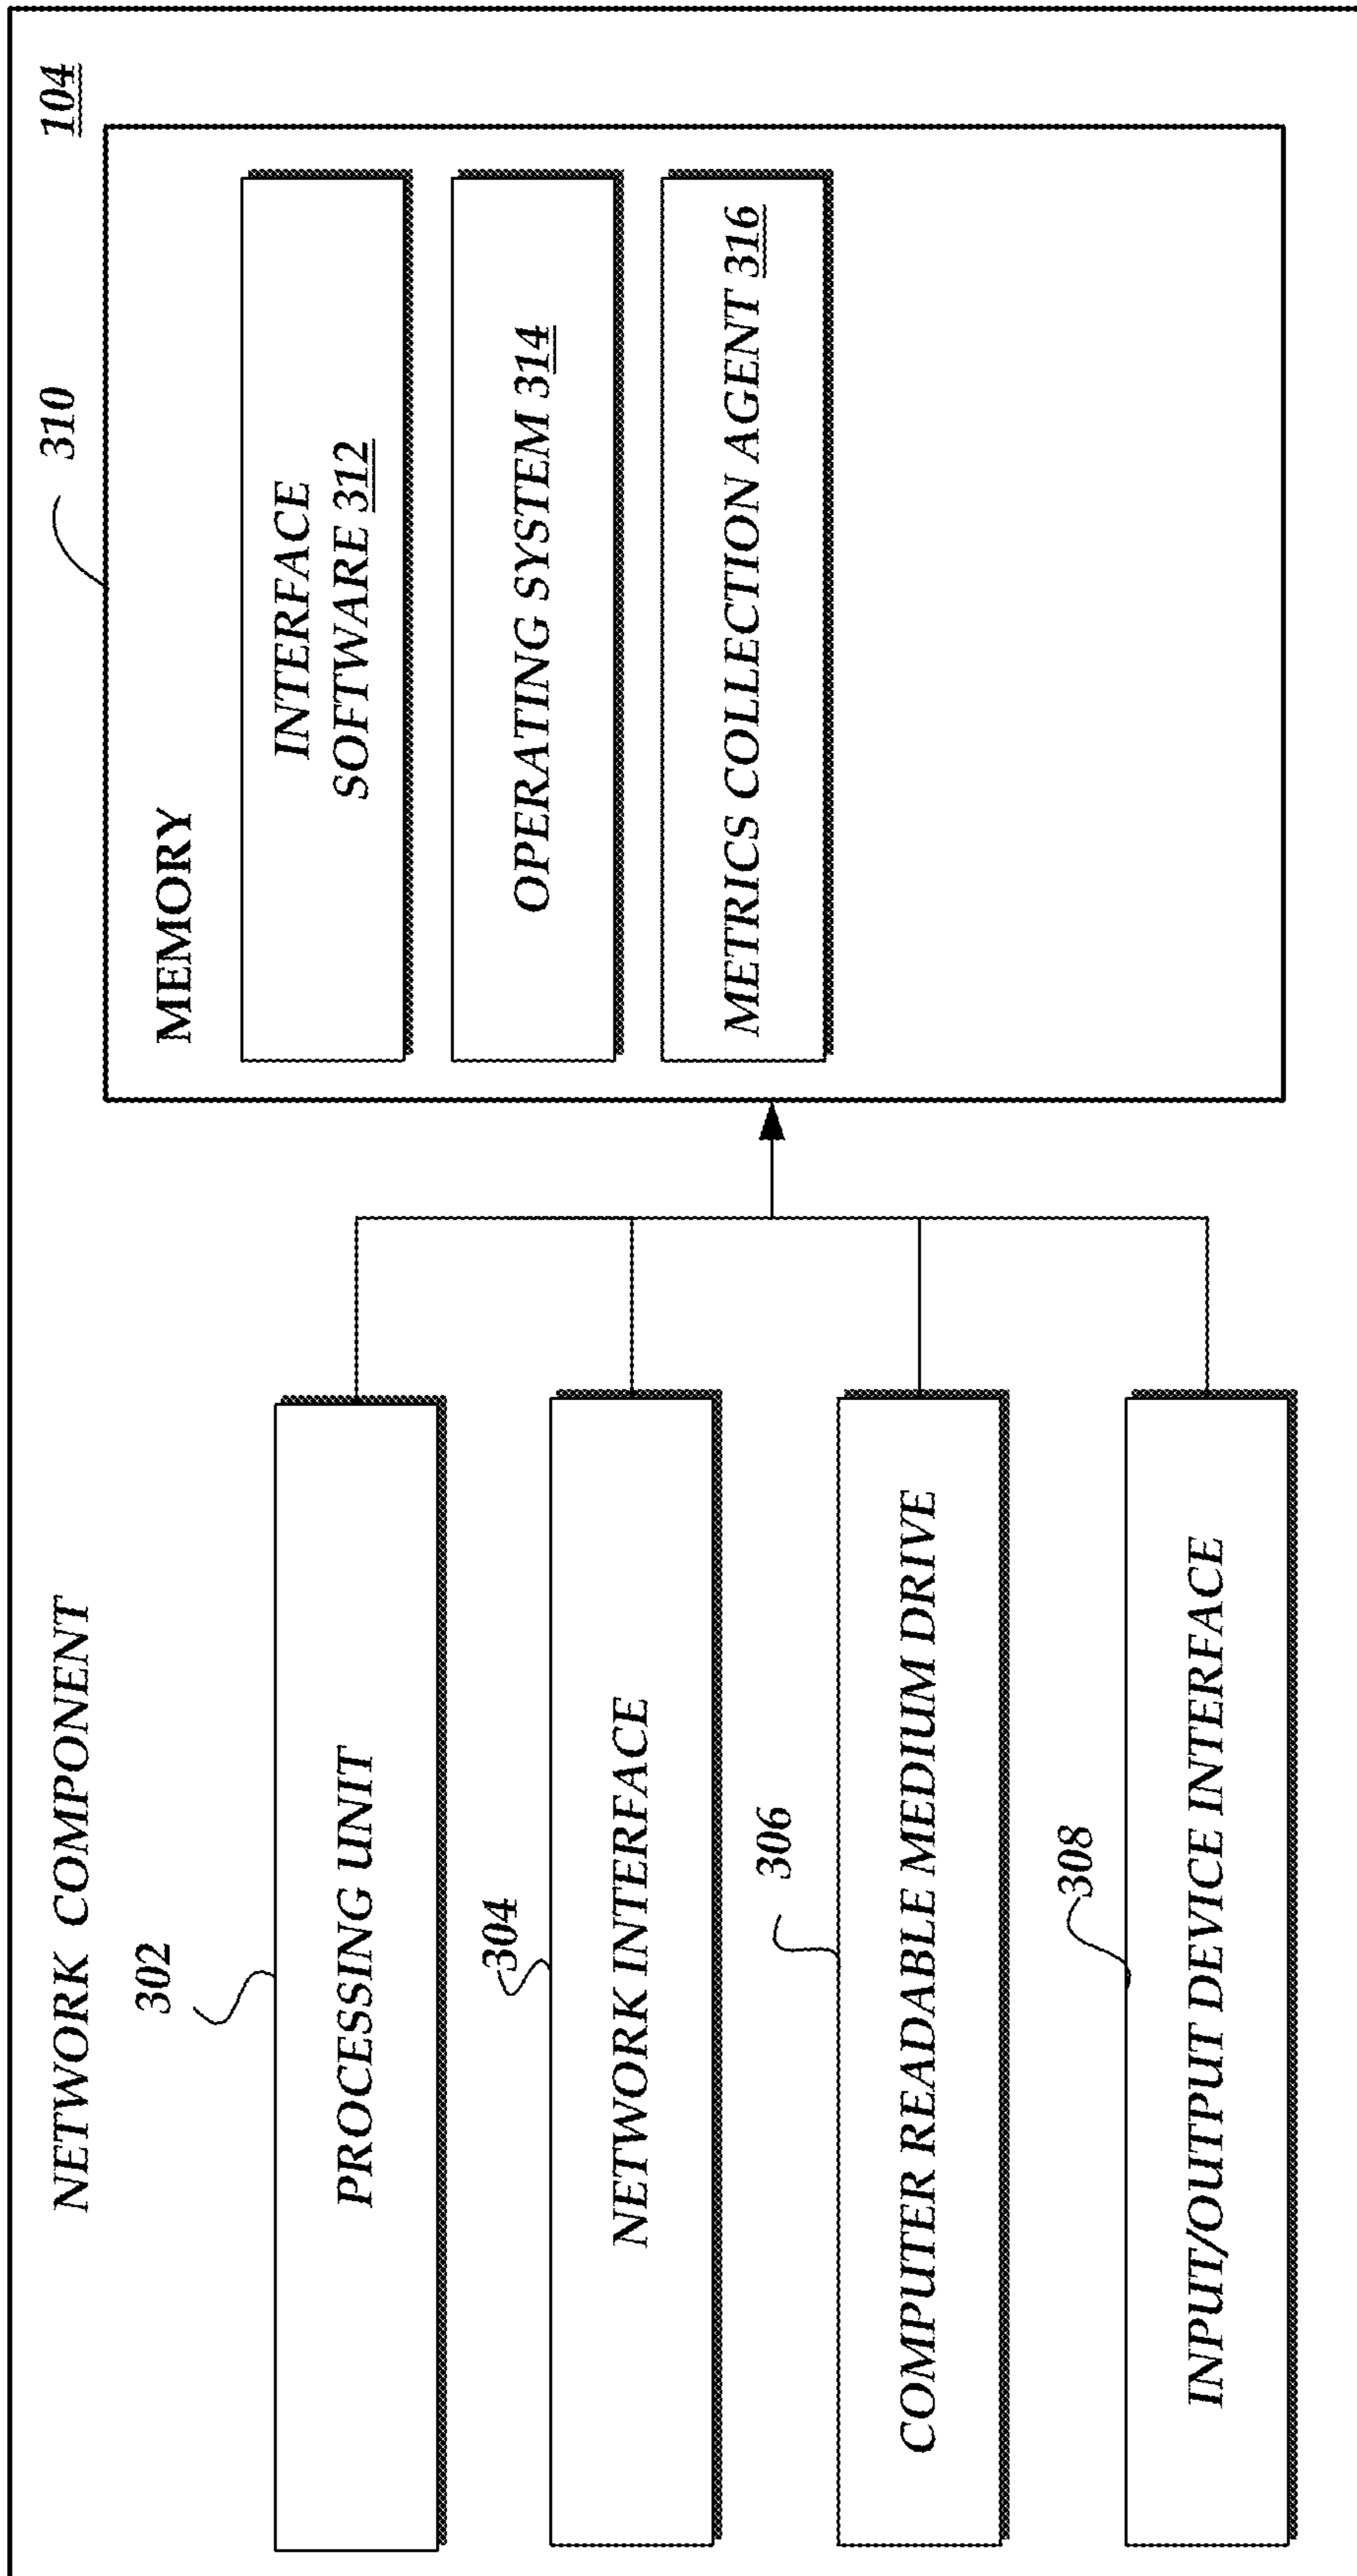 NETWORK COMPONENT
104
302
PROCESSING UNIT
304
NETWORK INTERFACE
306
COMPUTER READABLE MEDIUM DRIVE
308
INPUT/OUTPUT DEVICE INTERFACE
310
MEMORY
INTERFACE
SOFTWARE 312
OPERATING SYSTEM 314
METRICS COLLECTION AGENT 316